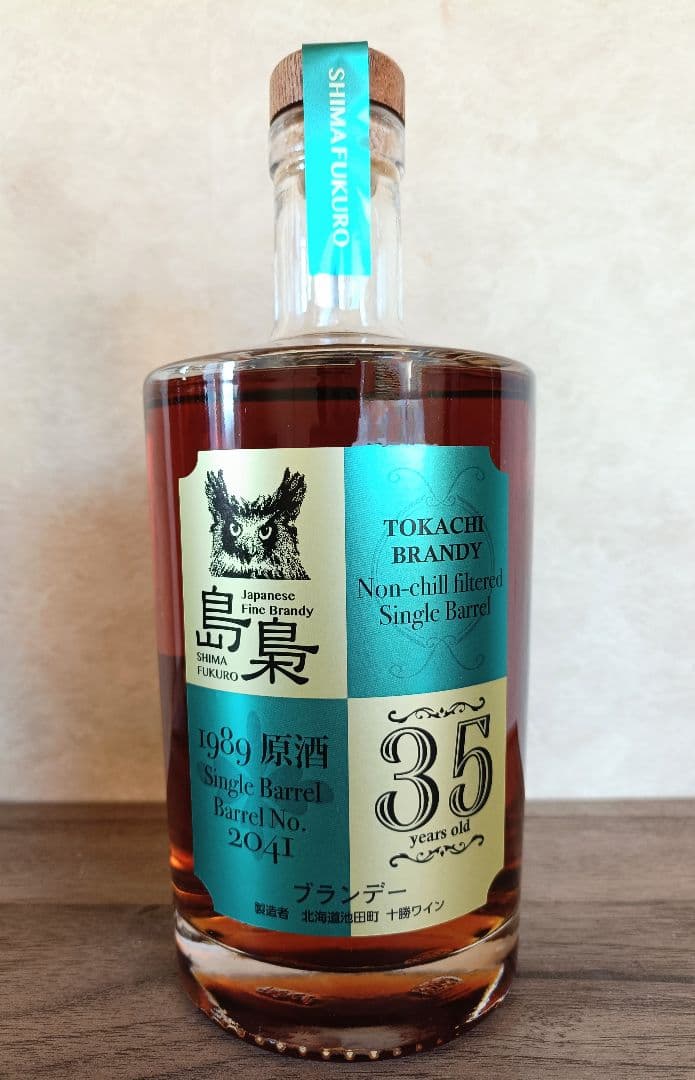 SHIMAFUKURO
Japanese
Fine Brandy
島梟
SHIMA
FUKURO
TOKACHI
BRANDY
Non-chill filtered
Single Barrel
1989 原酒
Single Barrel
Barrel No.
2041
35
years old
ブランデー
製造者 北海道池田町 十勝ワイン